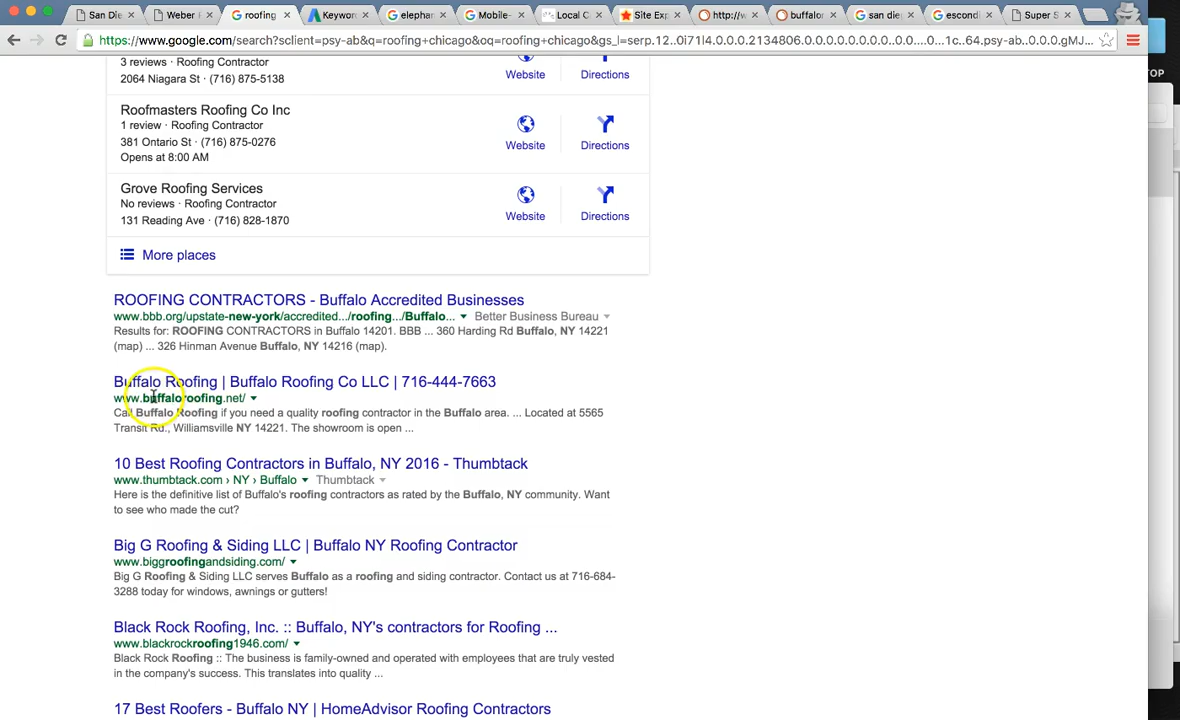 San Die
Weber
roofing
Keywor
elephar
Mobile-
Local C
Site Exp
http://w
buffalo
san die
escondi
Super S
https://www.google.com/search?sclient=psy-ab&q=roofing+chicago&oq=roofing+chicago&gs_l=serp.12..0i71l4.0.0.0.2134806.0.0.0.0.0.0.0.0..0.0....0...1c..64.psy-ab..0.0.0.gMJ...
TOP
3 reviews · Roofing Contractor
2064 Niagara St · (716) 875-5138
Website
Directions
Roofmasters Roofing Co Inc
1 review · Roofing Contractor
381 Ontario St · (716) 875-0276
Opens at 8:00 AM
Website
Directions
Grove Roofing Services
No reviews · Roofing Contractor
131 Reading Ave · (716) 828-1870
Website
Directions
More places
ROOFING CONTRACTORS - Buffalo Accredited Businesses
www.bbb.org/upstate-new-york/accredited.../roofing.../Buffalo... Better Business Bureau
Results for: ROOFING CONTRACTORS in Buffalo 14201. BBB ... 360 Harding Rd Buffalo, NY 14221
(map) ... 326 Hinman Avenue Buffalo, NY 14216 (map).
Buffalo Roofing | Buffalo Roofing Co LLC | 716-444-7663
www.buffaloroofing.net/
Call Buffalo Roofing if you need a quality roofing contractor in the Buffalo area. ... Located at 5565
Transit Rd., Williamsville NY 14221. The showroom is open ...
10 Best Roofing Contractors in Buffalo, NY 2016 - Thumbtack
www.thumbtack.com › NY › Buffalo Thumbtack
Here is the definitive list of Buffalo's roofing contractors as rated by the Buffalo, NY community. Want
to see who made the cut?
Big G Roofing & Siding LLC | Buffalo NY Roofing Contractor
www.biggroofingandsiding.com/
Big G Roofing & Siding LLC serves Buffalo as a roofing and siding contractor. Contact us at 716-684-
3288 today for windows, awnings or gutters!
Black Rock Roofing, Inc. :: Buffalo, NY's contractors for Roofing ...
www.blackrockroofing1946.com/
Black Rock Roofing :: The business is family-owned and operated with employees that are truly vested
in the company's success. This translates into quality ...
17 Best Roofers - Buffalo NY | HomeAdvisor Roofing Contractors